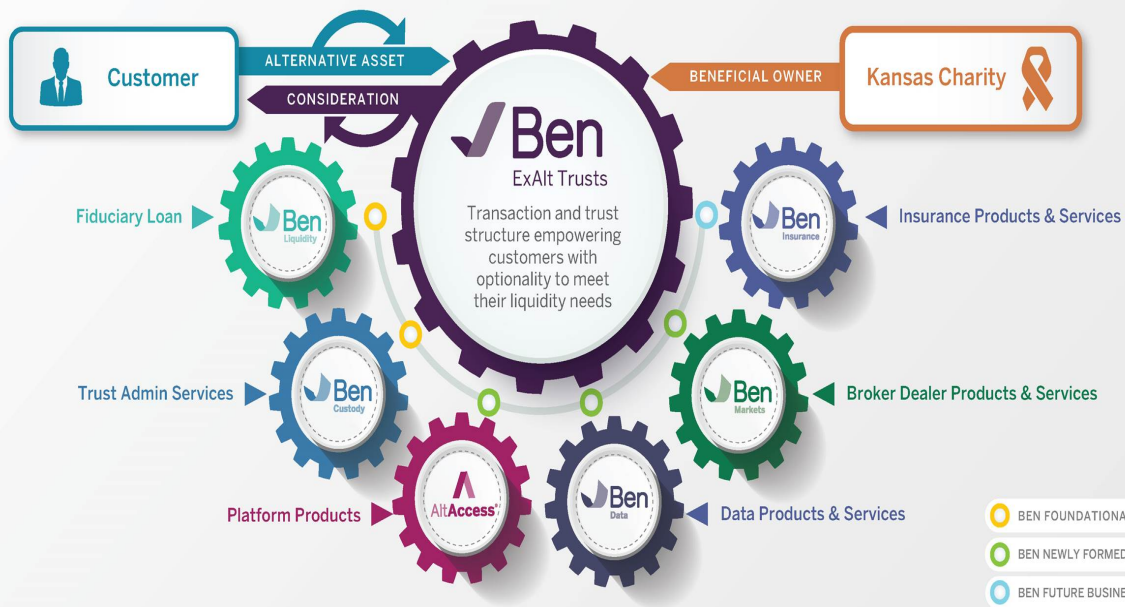 Customer
ALTERNATIVE ASSET
CONSIDERATION
BENEFICIAL OWNER
Kansas Charity
Ben
ExAlt Trusts
Transaction and trust
structure empowering
customers with
optionality to meet
their liquidity needs
Fiduciary Loan
Ben
Liquidity
Ben
Insurance
Insurance Products & Services
Trust Admin Services
Ben
Custody
Ben
Markets
Broker Dealer Products & Services
Platform Products
AltAccess®
Ben
Data
Data Products & Services
BEN FOUNDATIONA
BEN NEWLY FORMED
BEN FUTURE BUSINE